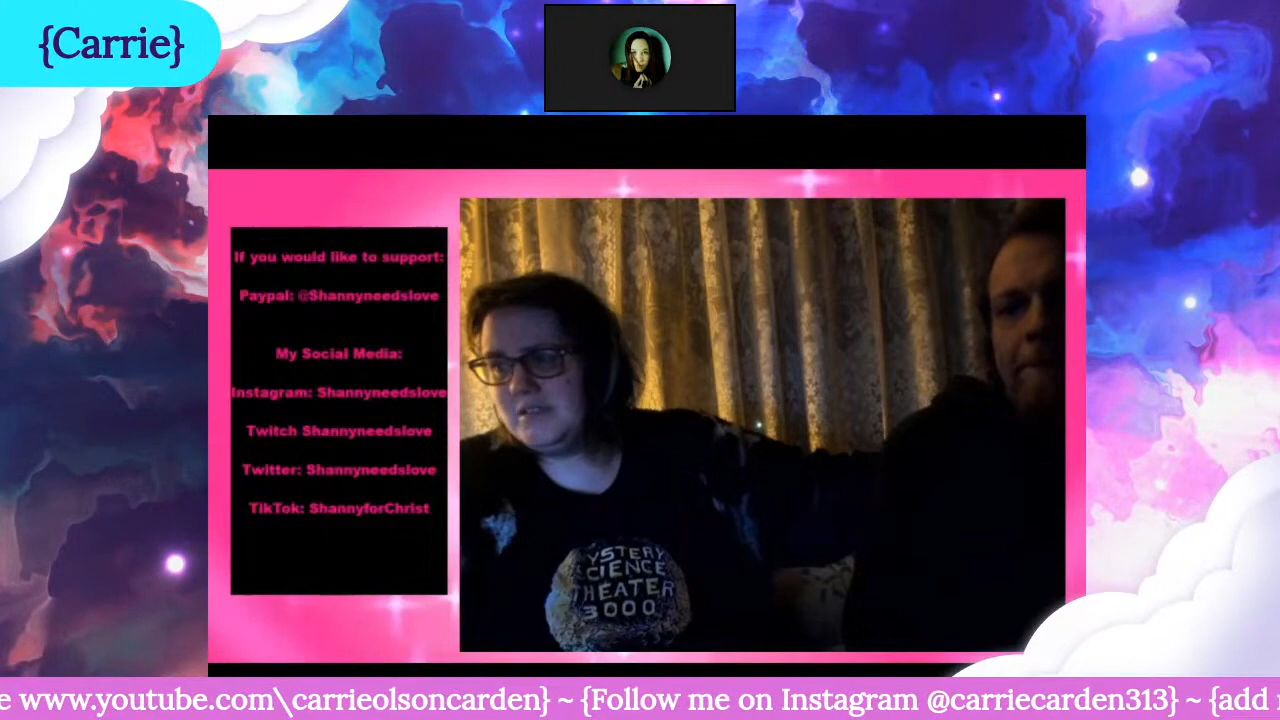 {Carrie}
If you would like to support:
Paypal: @Shannyneedslove
My Social Media:
Instagram: Shannyneedslove
Twitch Shannyneedslove
Twitter: Shannyneedslove
TikTok: ShannyforChrist
YSTERY
CIENCE
THEATER
3000
e www.youtube.com\carrieolsoncarden} ~ {Follow me on Instagram @carriecarden313} ~ {add